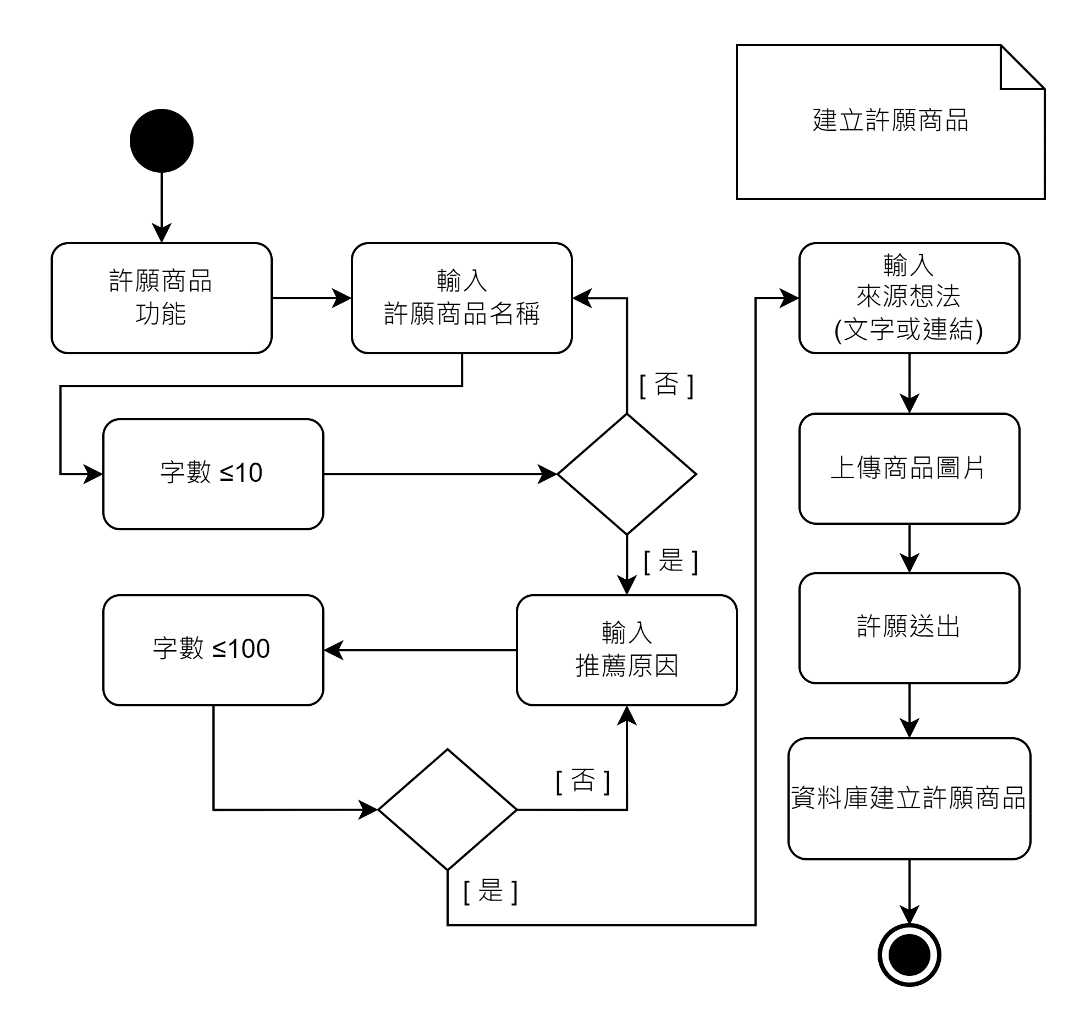 建立許願商品
許願商品
功能
輸入
許願商品名稱
[ 否 ]
字數 ≤10
[ 是 ]
輸入
推薦原因
字數 ≤100
[ 否 ]
[ 是 ]
輸入
來源想法
(文字或連結)
上傳商品圖片
許願送出
資料庫建立許願商品